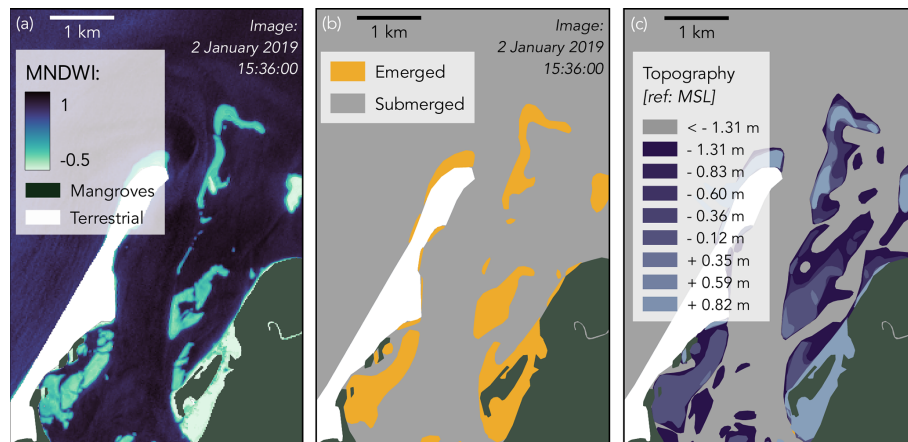 (a)
1 km
Image:
2 January 2019
15:36:00
MNDWI:
1
-0.5
Mangroves
Terrestrial
(b)
1 km
Image:
2 January 2019
15:36:00
Emerged
Submerged
(c)
1 km
Topography
[ref: MSL]
< - 1.31 m
- 1.31 m
- 0.83 m
- 0.60 m
- 0.36 m
- 0.12 m
+ 0.35 m
+ 0.59 m
+ 0.82 m